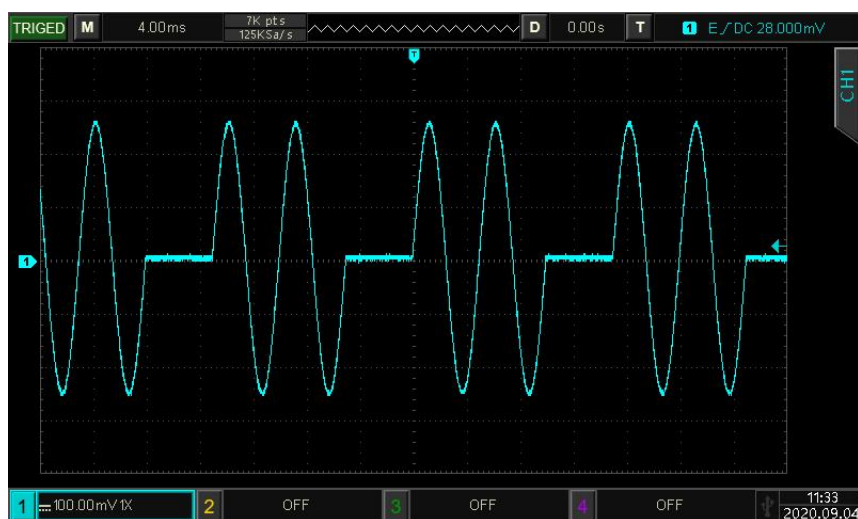 TRIGED M 4.00ms 7K pts D 0.00s T 1 E DC 28.000mV
125KSa/s
T
CH1
1
1 100.00mV 1X 2 OFF 3 OFF 4 OFF 11:33
2020.09.04